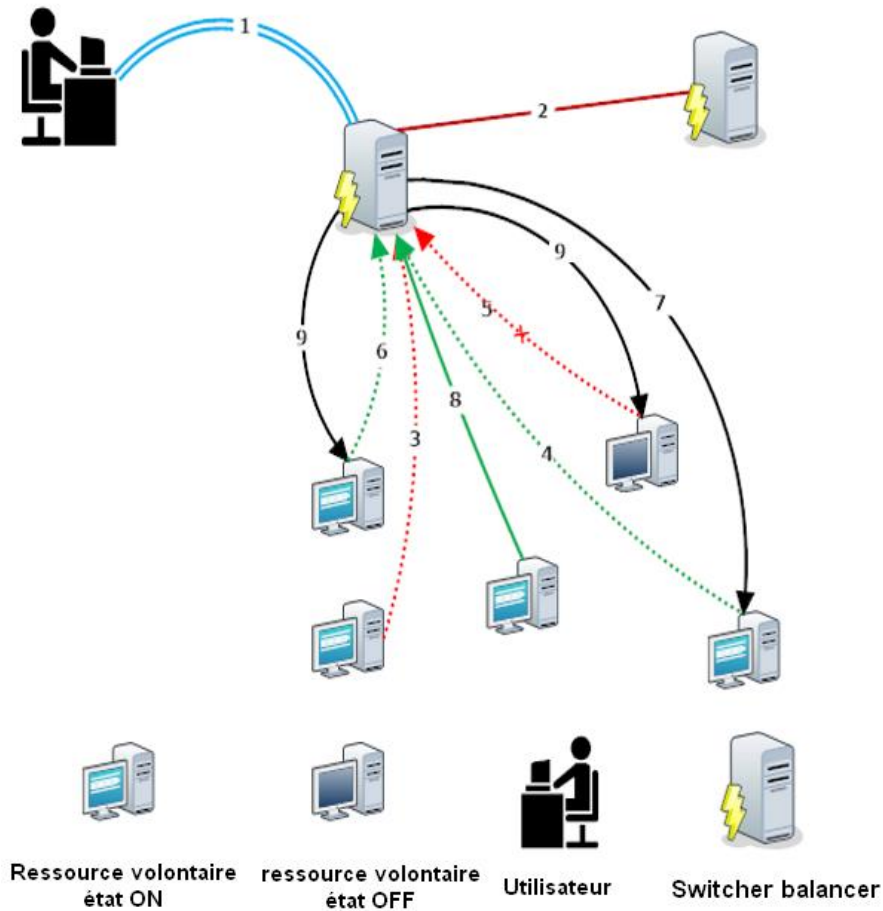 1
2
9
7
5
9
6
8
3
4
Ressource volontaire
état ON
ressource volontaire
état OFF
Utilisateur
Switcher balancer